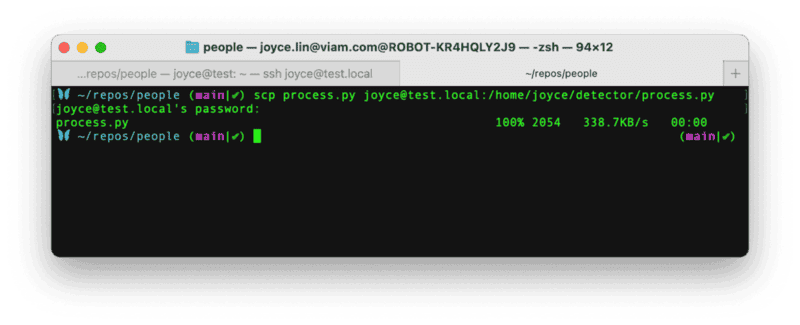 people — joyce.lin@viam.com@ROBOT-KR4HQLY2J9 — -zsh — 94×12
...repos/people — joyce@test: ~ — ssh joyce@test.local
~/repos/people
+
~/repos/people (main|✔) scp process.py joyce@test.local:/home/joyce/detector/process.py
joyce@test.local's password:
process.py 100% 2054 338.7KB/s 00:00
~/repos/people (main|✔) (main|✔)